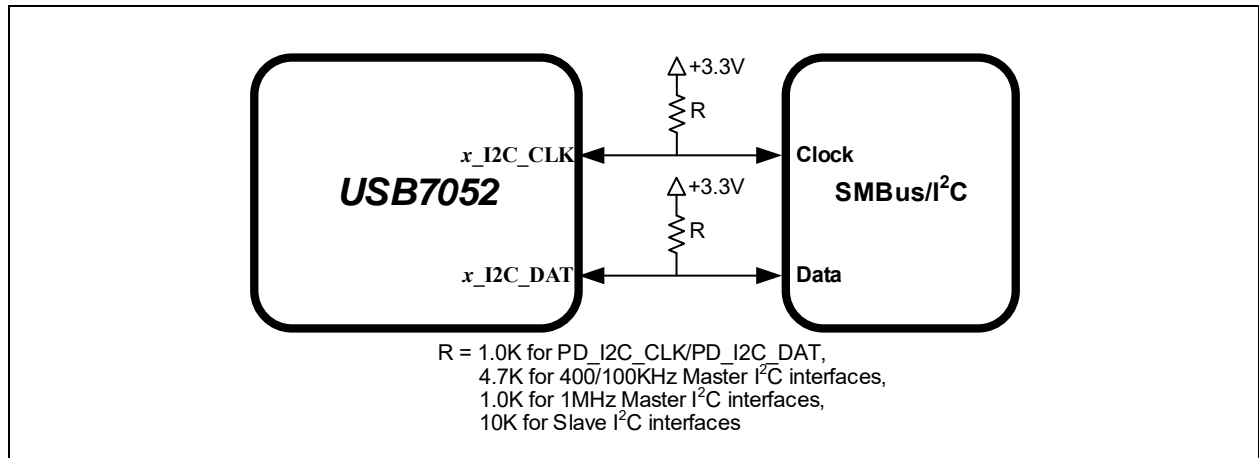 +3.3V
R
x_I2C_CLK
Clock
USB7052
+3.3V
SMBus/I²C
R
x_I2C_DAT
Data
R = 1.0K for PD_I2C_CLK/PD_I2C_DAT,
4.7K for 400/100KHz Master I²C interfaces,
1.0K for 1MHz Master I²C interfaces,
10K for Slave I²C interfaces